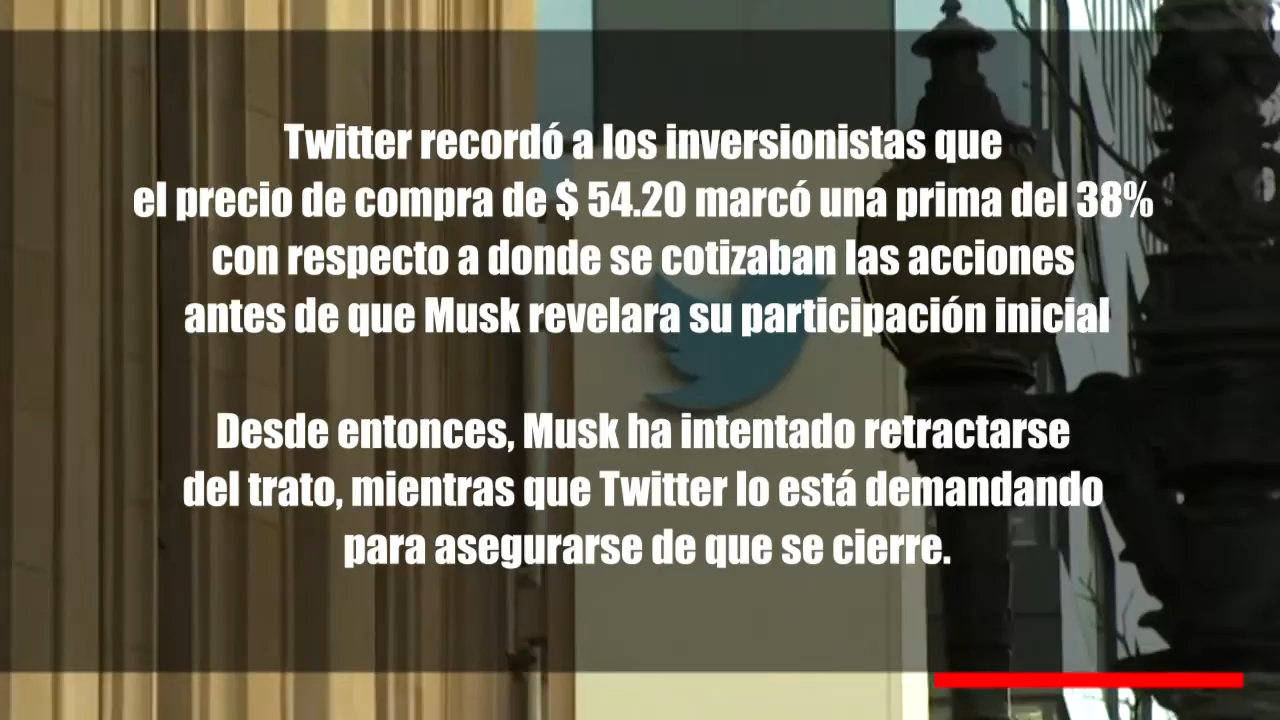 Twitter recordó a los inversionistas que
el precio de compra de $ 54.20 marcó una prima del 38%
con respecto a donde se cotizaban las acciones
antes de que Musk revelara su participación inicial
Desde entonces, Musk ha intentado retractarse
del trato, mientras que Twitter lo está demandando
para asegurarse de que se cierre.